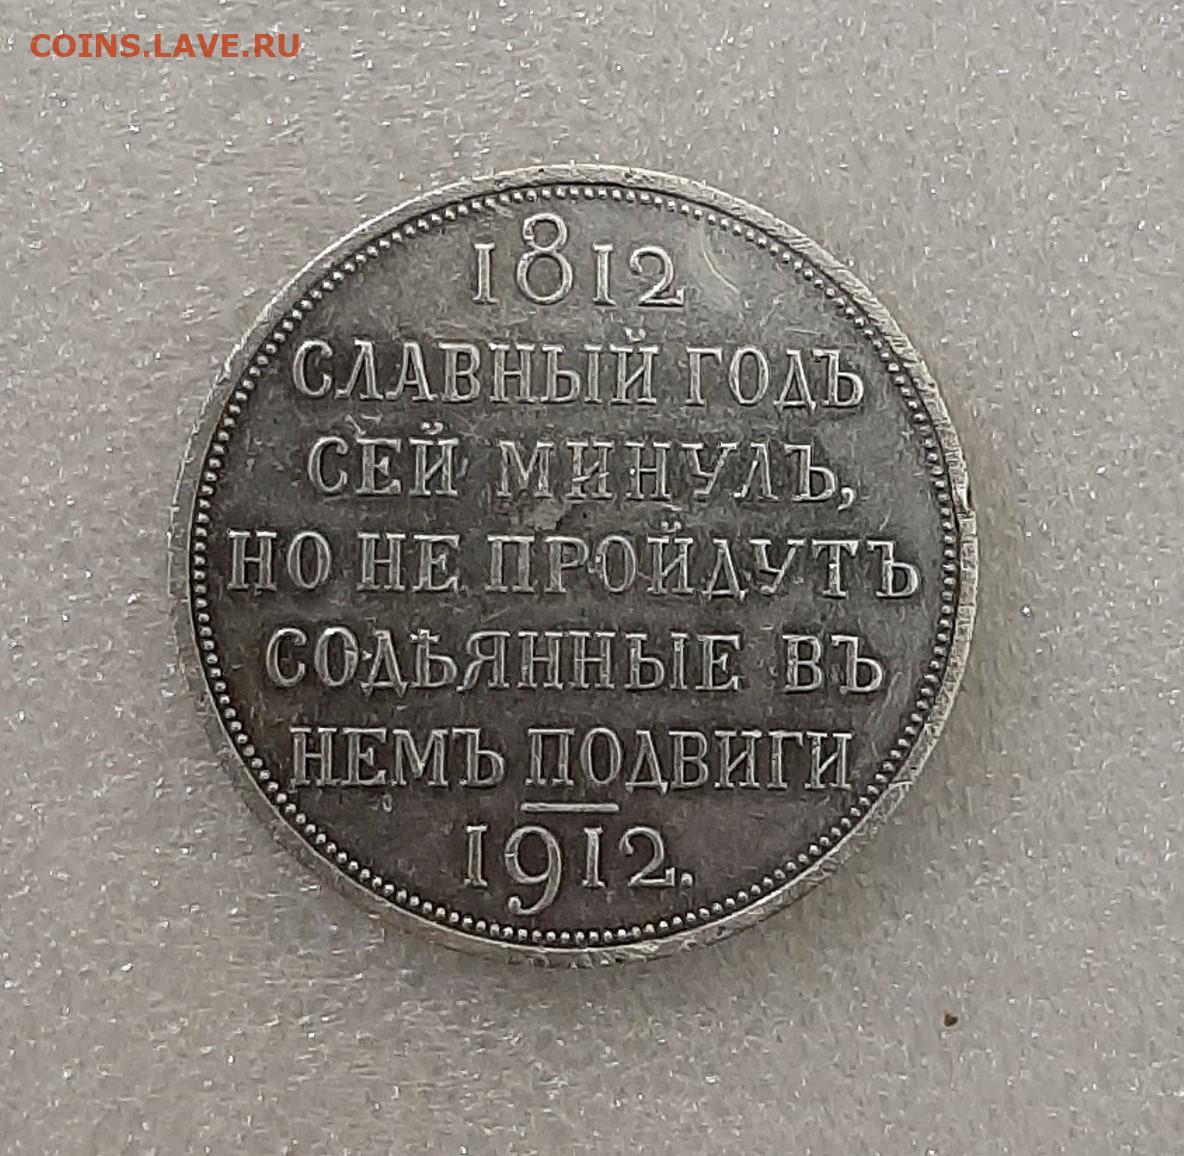 COINS.LAVE.RU
1812
СЛАВНЫЙ ГОДЪ
СЕЙ МИНУЛЪ,
НО НЕ ПРОЙДУТЪ
СОДѢЯННЫЕ ВЪ
НЕМЪ ПОДВИГИ
1912.